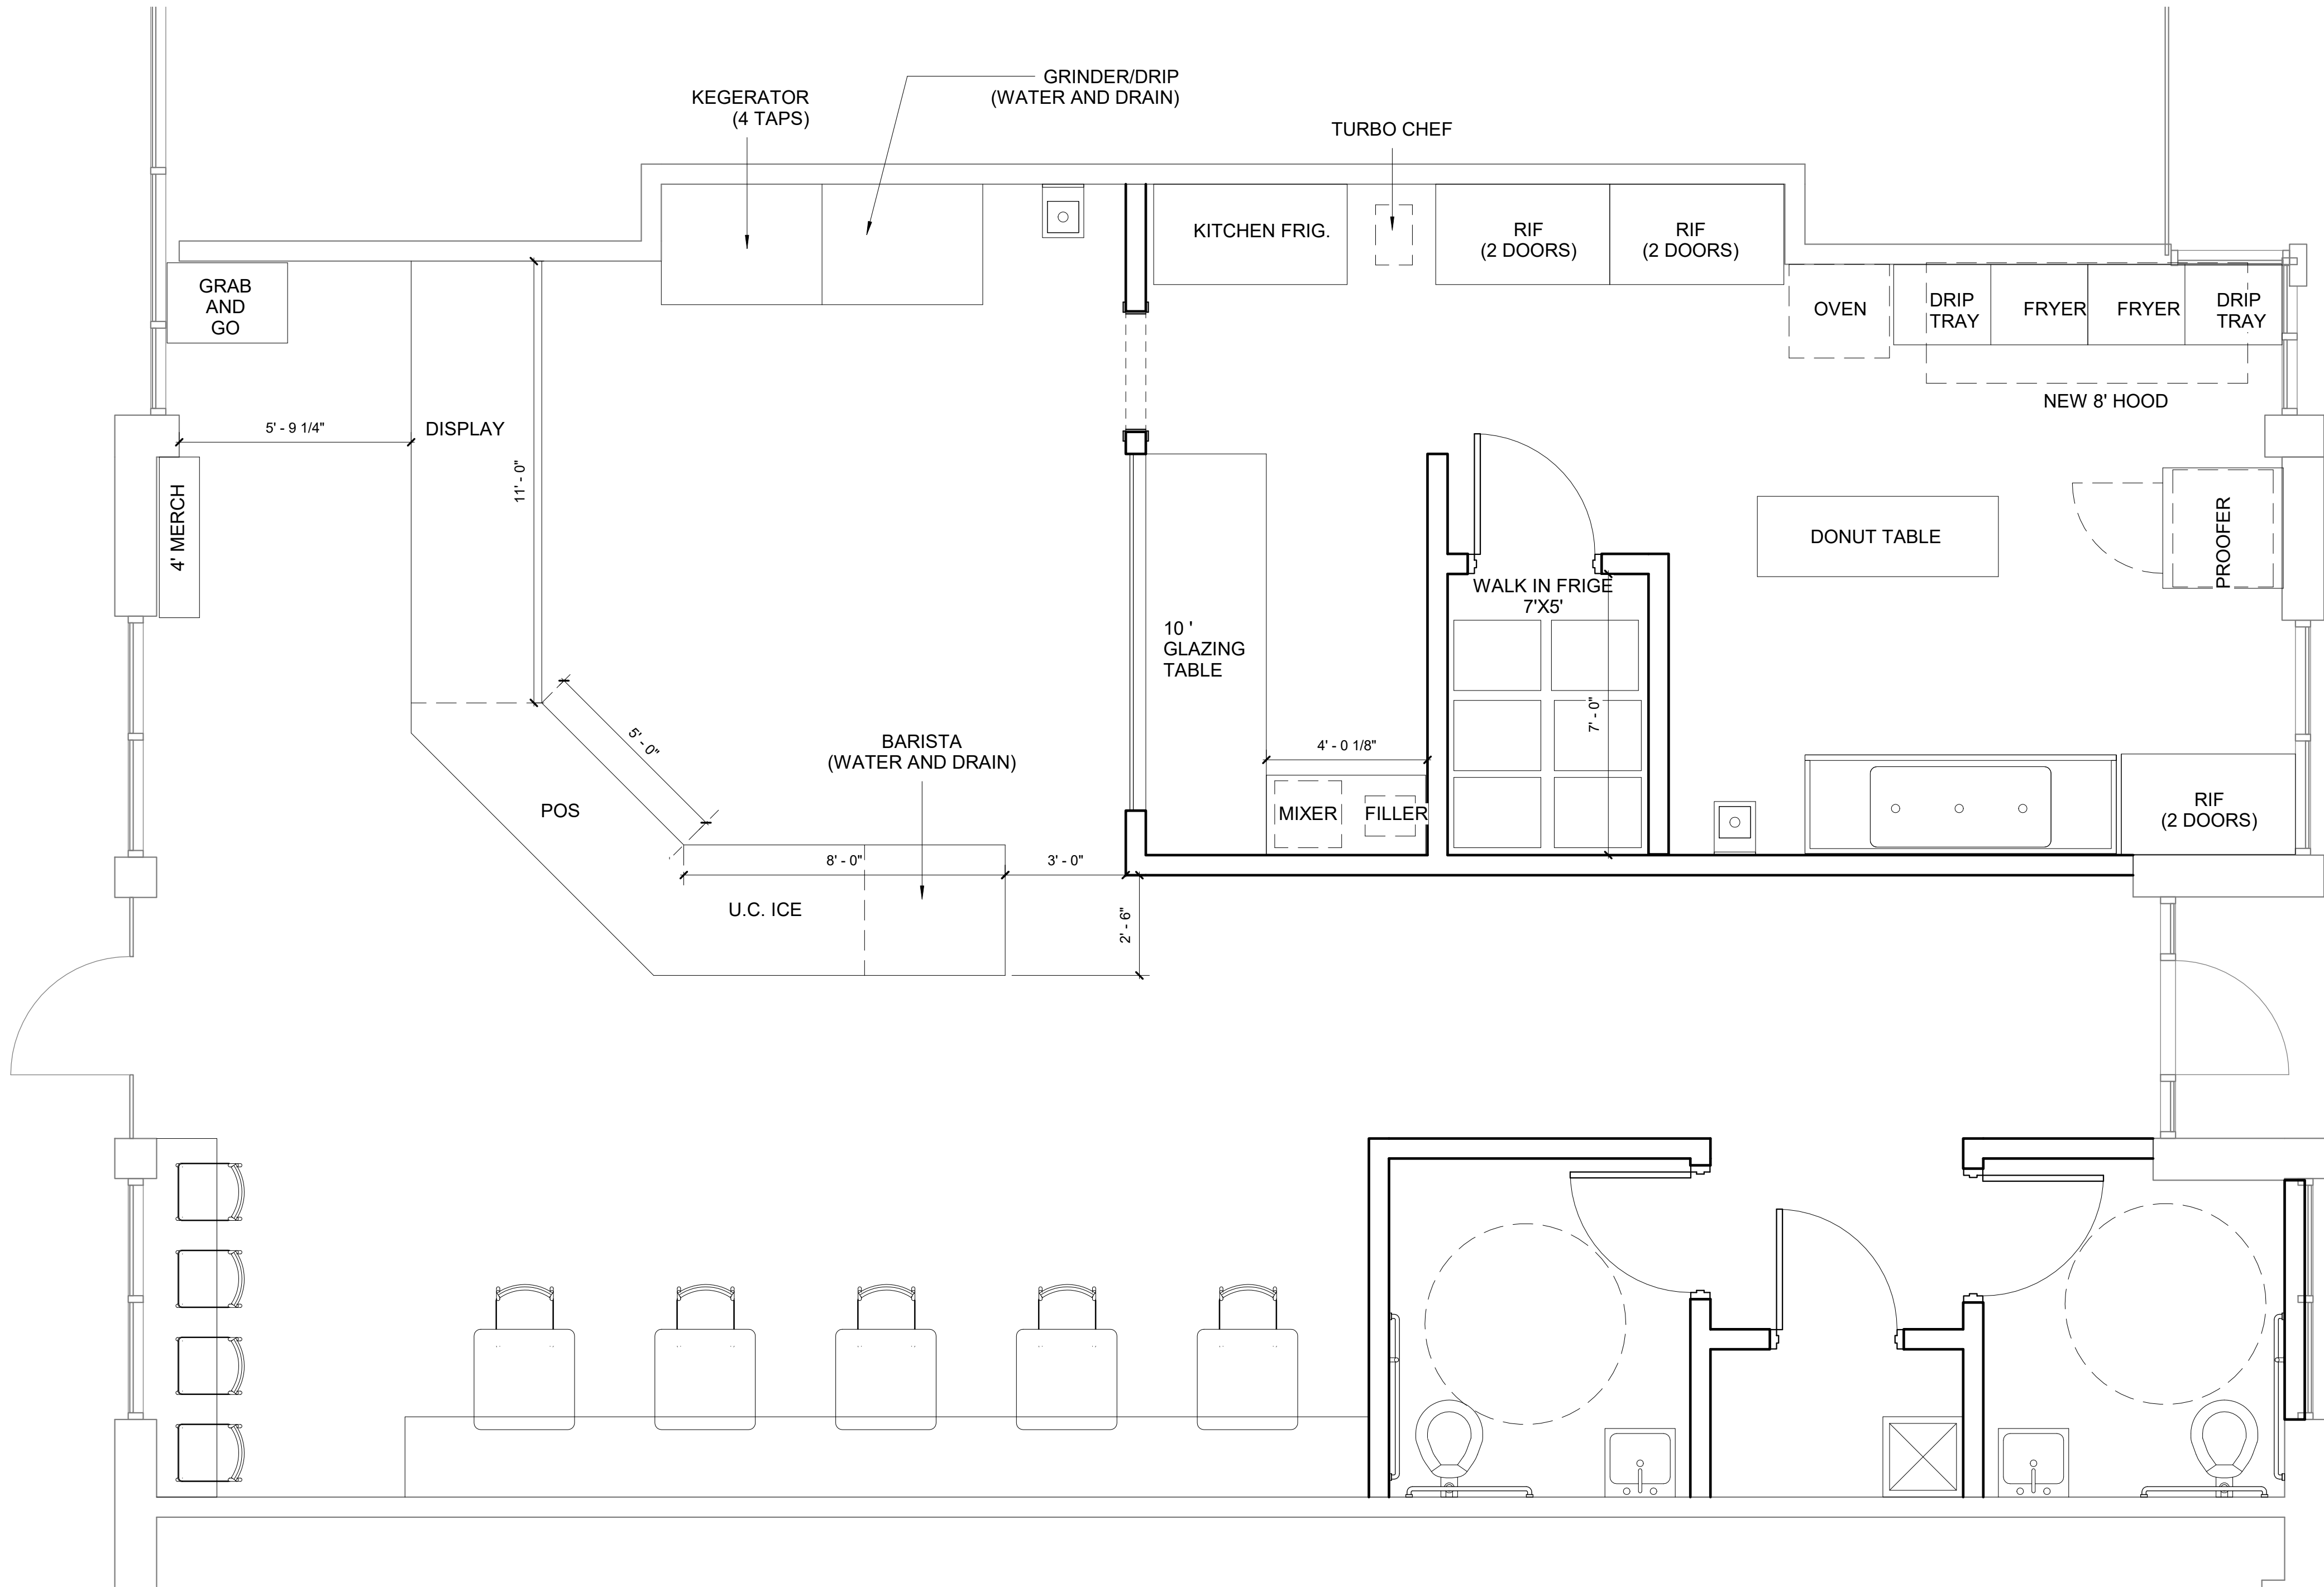 GRINDER/DRIP
(WATER AND DRAIN)
KEGERATOR
(4 TAPS)
TURBO CHEF
KITCHEN FRIG.
RIF
(2 DOORS)
RIF
(2 DOORS)
GRAB
AND
GO
OVEN
DRIP
TRAY
FRYER
FRYER
DRIP
TRAY
NEW 8' HOOD
5' - 9 1/4"
DISPLAY
11' - 0"
4' MERCH
DONUT TABLE
PROOFER
WALK IN FRIGE
7'X5'
10 '
GLAZING
TABLE
7' - 0"
5' - 0"
BARISTA
(WATER AND DRAIN)
4' - 0 1/8"
POS
MIXER
FILLER
RIF
(2 DOORS)
8' - 0"
3' - 0"
U.C. ICE
2' - 6"